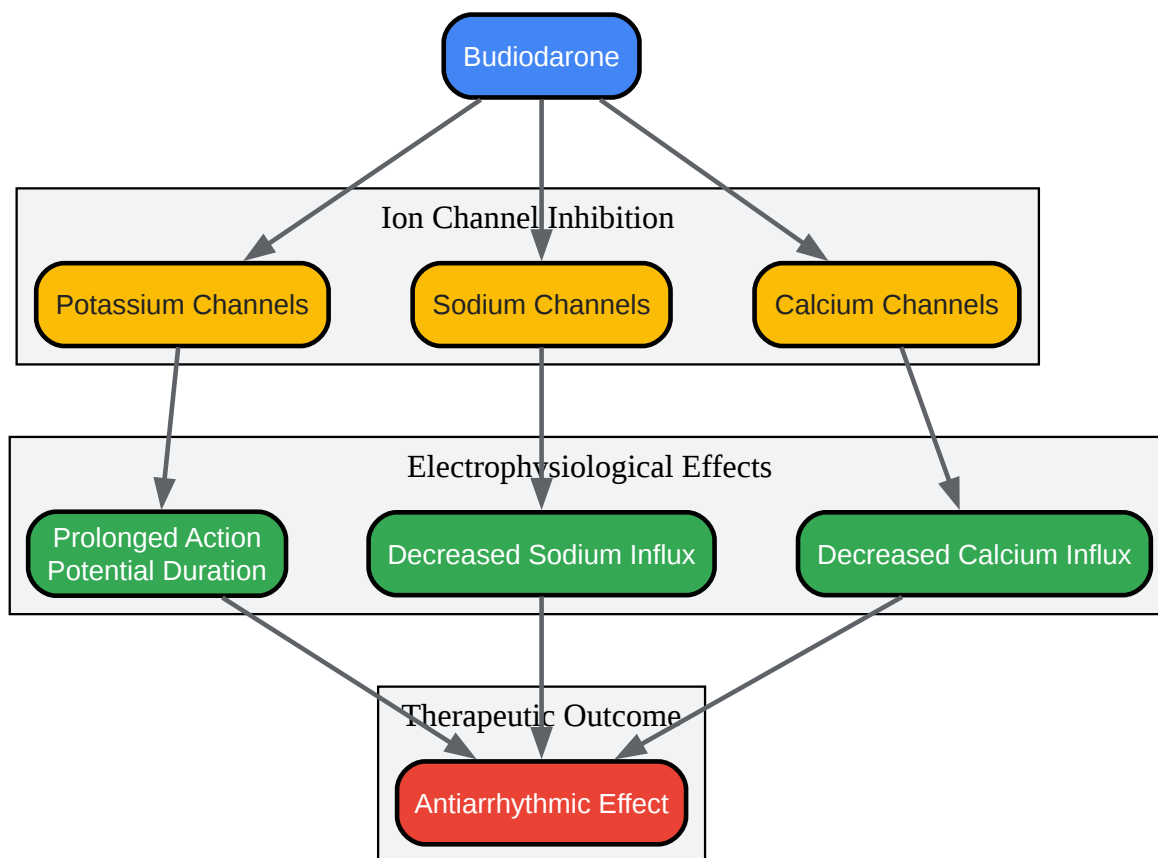 Budiodarone
Ion Channel Inhibition
Potassium Channels
Sodium Channels
Calcium Channels
Electrophysiological Effects
Prolonged Action
Potential Duration
Decreased Sodium Influx
Decreased Calcium Influx
Therapeutic Outcome
Antiarrhythmic Effect